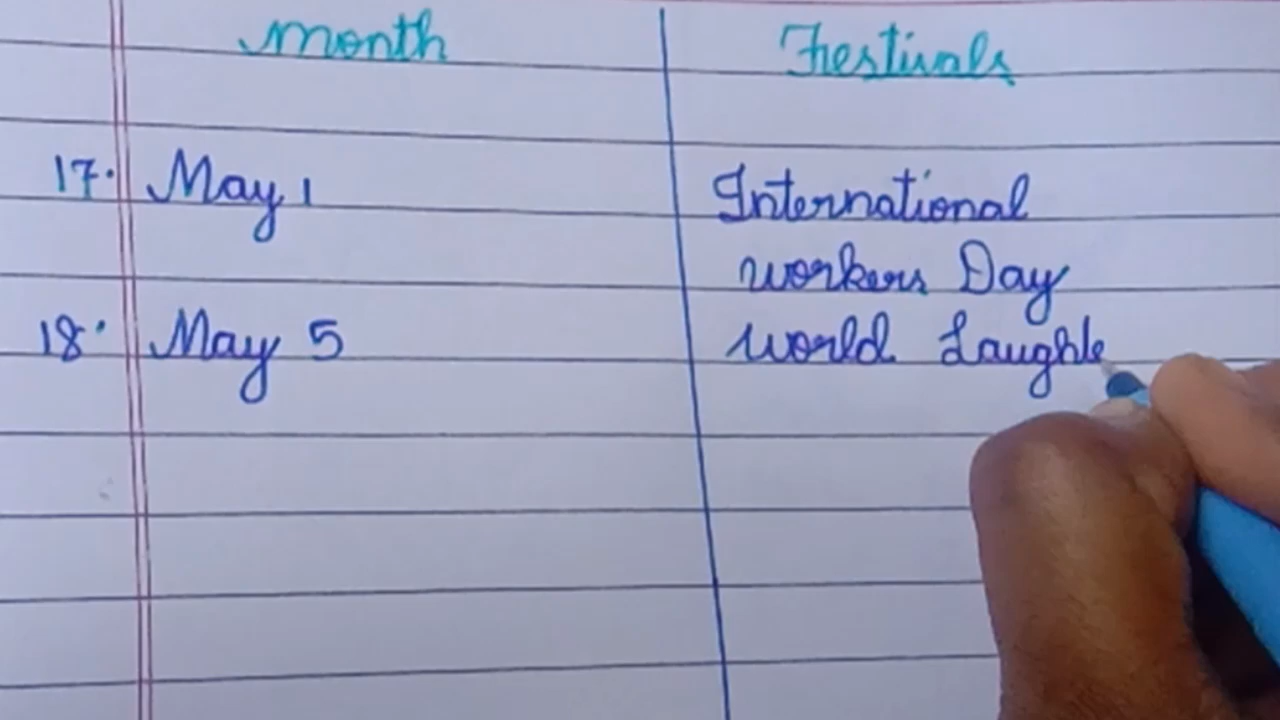 month Festivals
17. May 1 International
workers Day
18. May 5 world Laughte